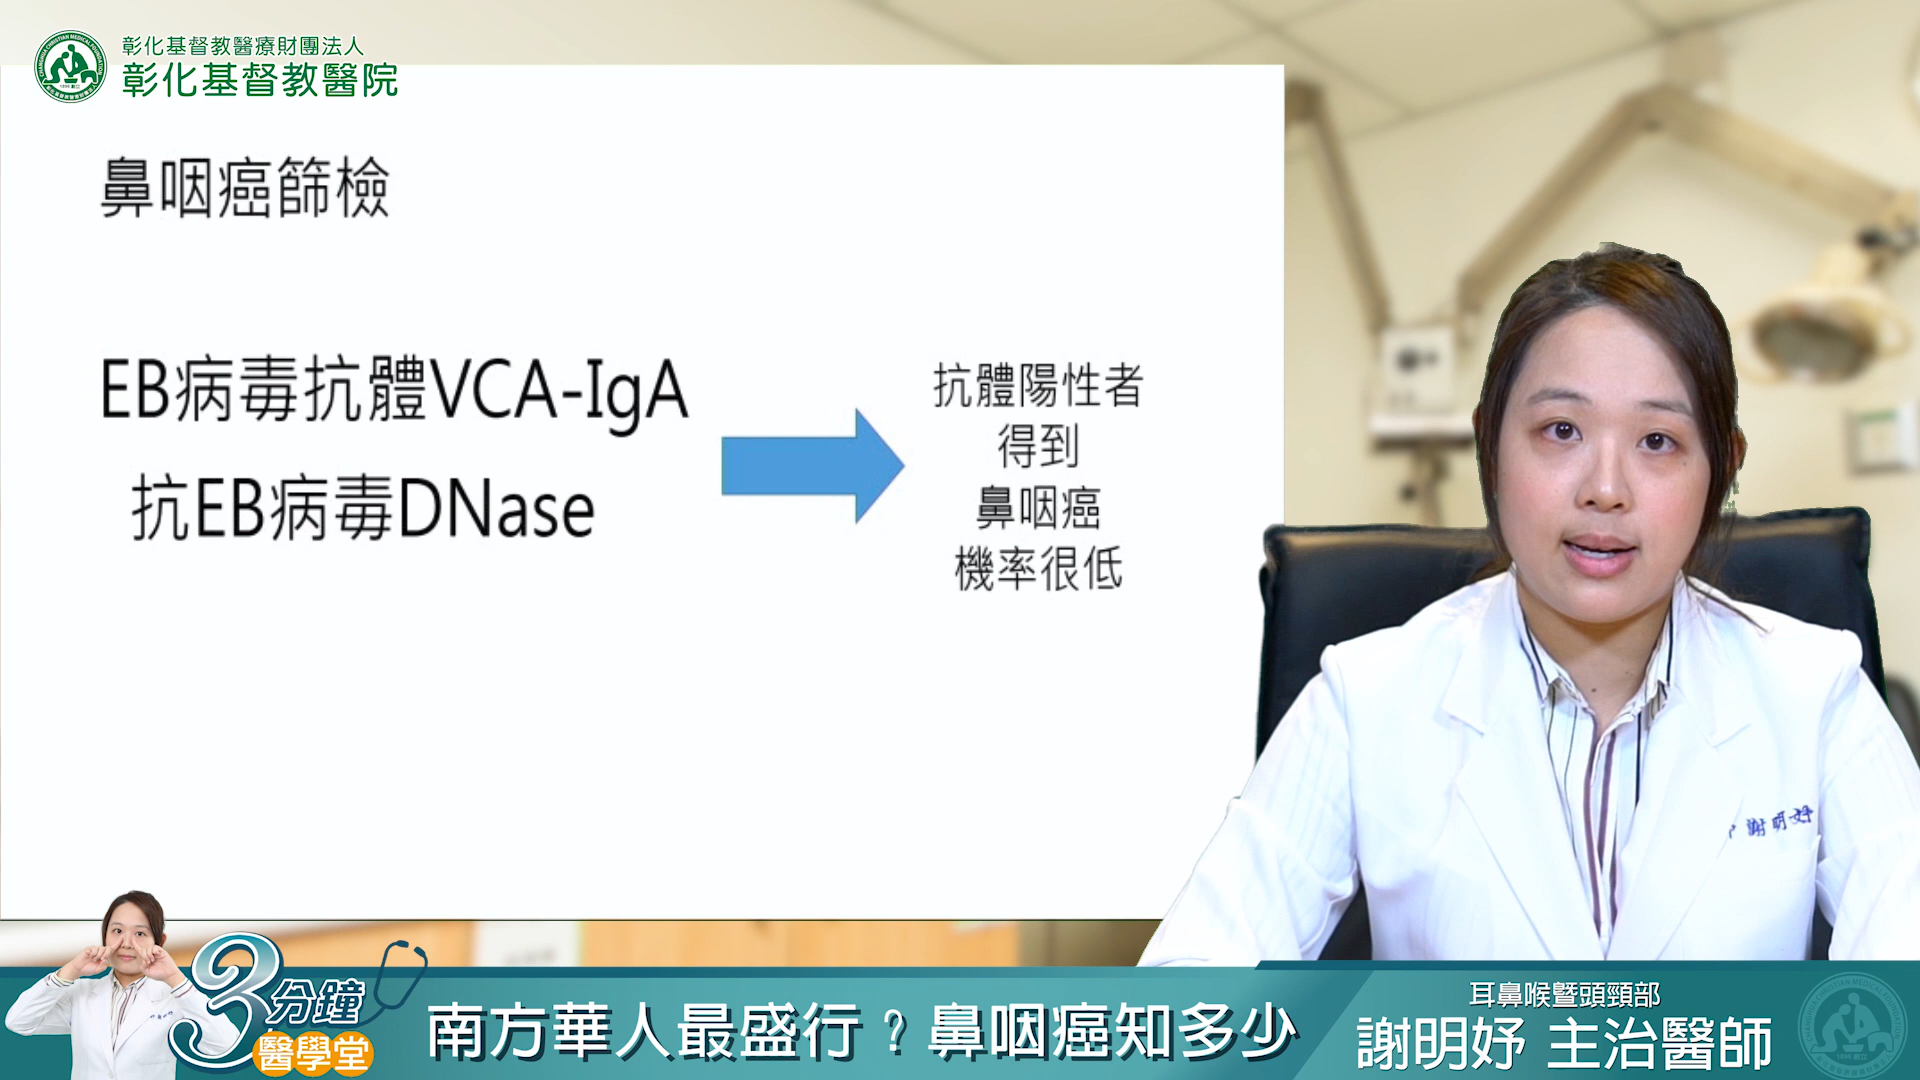 彰化基督教醫療財團法人
彰化基督教醫院
鼻咽癌篩檢
EB病毒抗體VCA-IgA
抗EB病毒DNase
抗體陽性者
得到
鼻咽癌
機率很低
謝明妤
3分鐘
醫學堂
南方華人最盛行？鼻咽癌知多少
耳鼻喉暨頭頸部
謝明妤 主治醫師